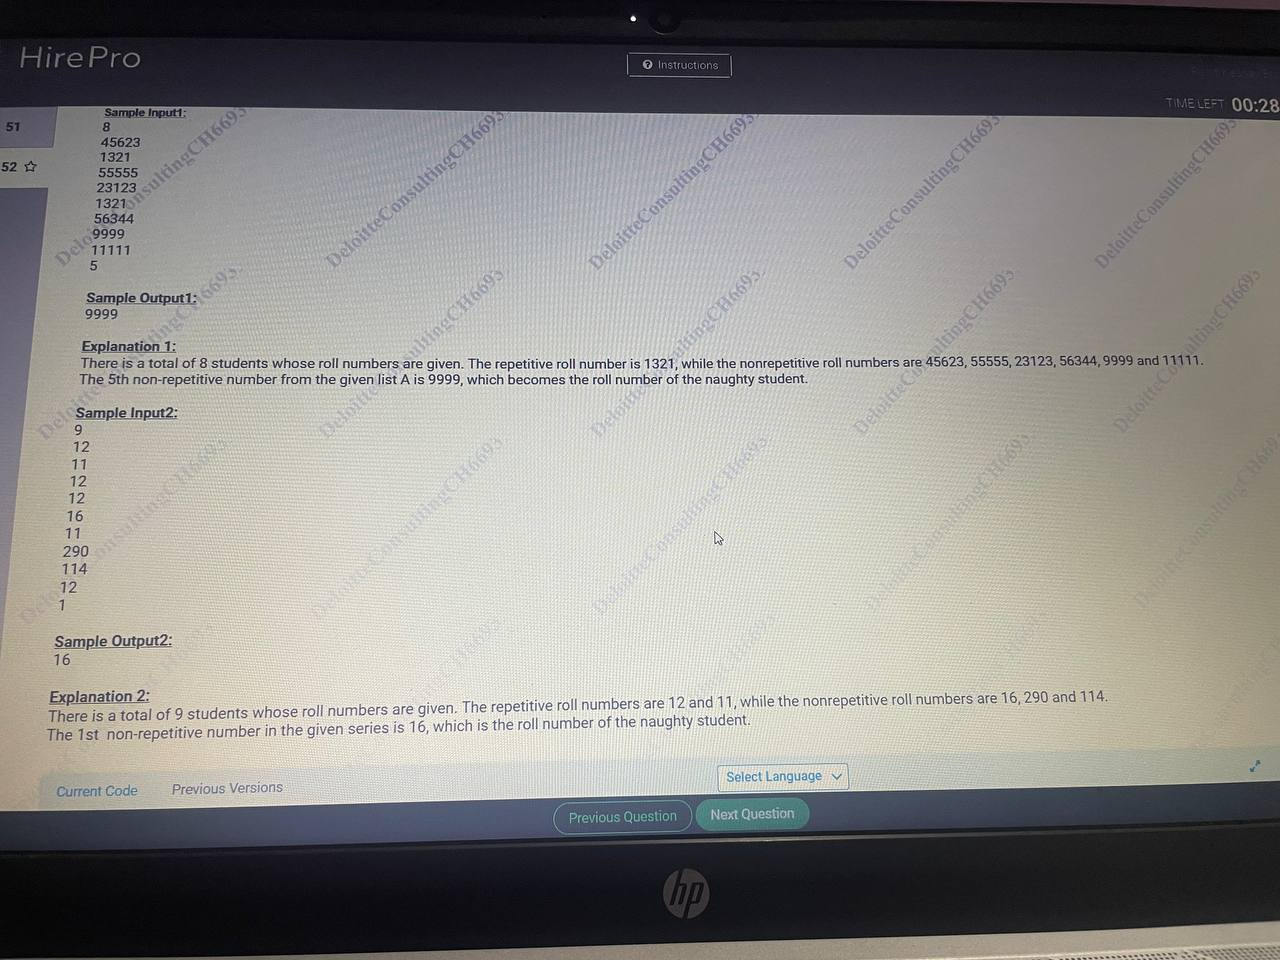 HirePro
Instructions
TIME LEFT 00:28
51
52
Sample Input1:
8
45623
1321
55555
23123
1321
56344
9999
11111
5
Sample Output1:
9999
Explanation 1:
There is a total of 8 students whose roll numbers are given. The repetitive roll number is 1321, while the nonrepetitive roll numbers are 45623, 55555, 23123, 56344, 9999 and 11111.
The 5th non-repetitive number from the given list A is 9999, which becomes the roll number of the naughty student.
Sample Input2:
9
12
11
12
12
16
11
290
114
12
1
Sample Output2:
16
Explanation 2:
There is a total of 9 students whose roll numbers are given. The repetitive roll numbers are 12 and 11, while the nonrepetitive roll numbers are 16, 290 and 114.
The 1st non-repetitive number in the given series is 16, which is the roll number of the naughty student.
Current Code Previous Versions
Select Language
Previous Question Next Question
hp
DeloitteConsultingCH6693
DeloitteConsultingCH6693
DeloitteConsultingCH6693
DeloitteConsultingCH6693
DeloitteConsultingCH6693